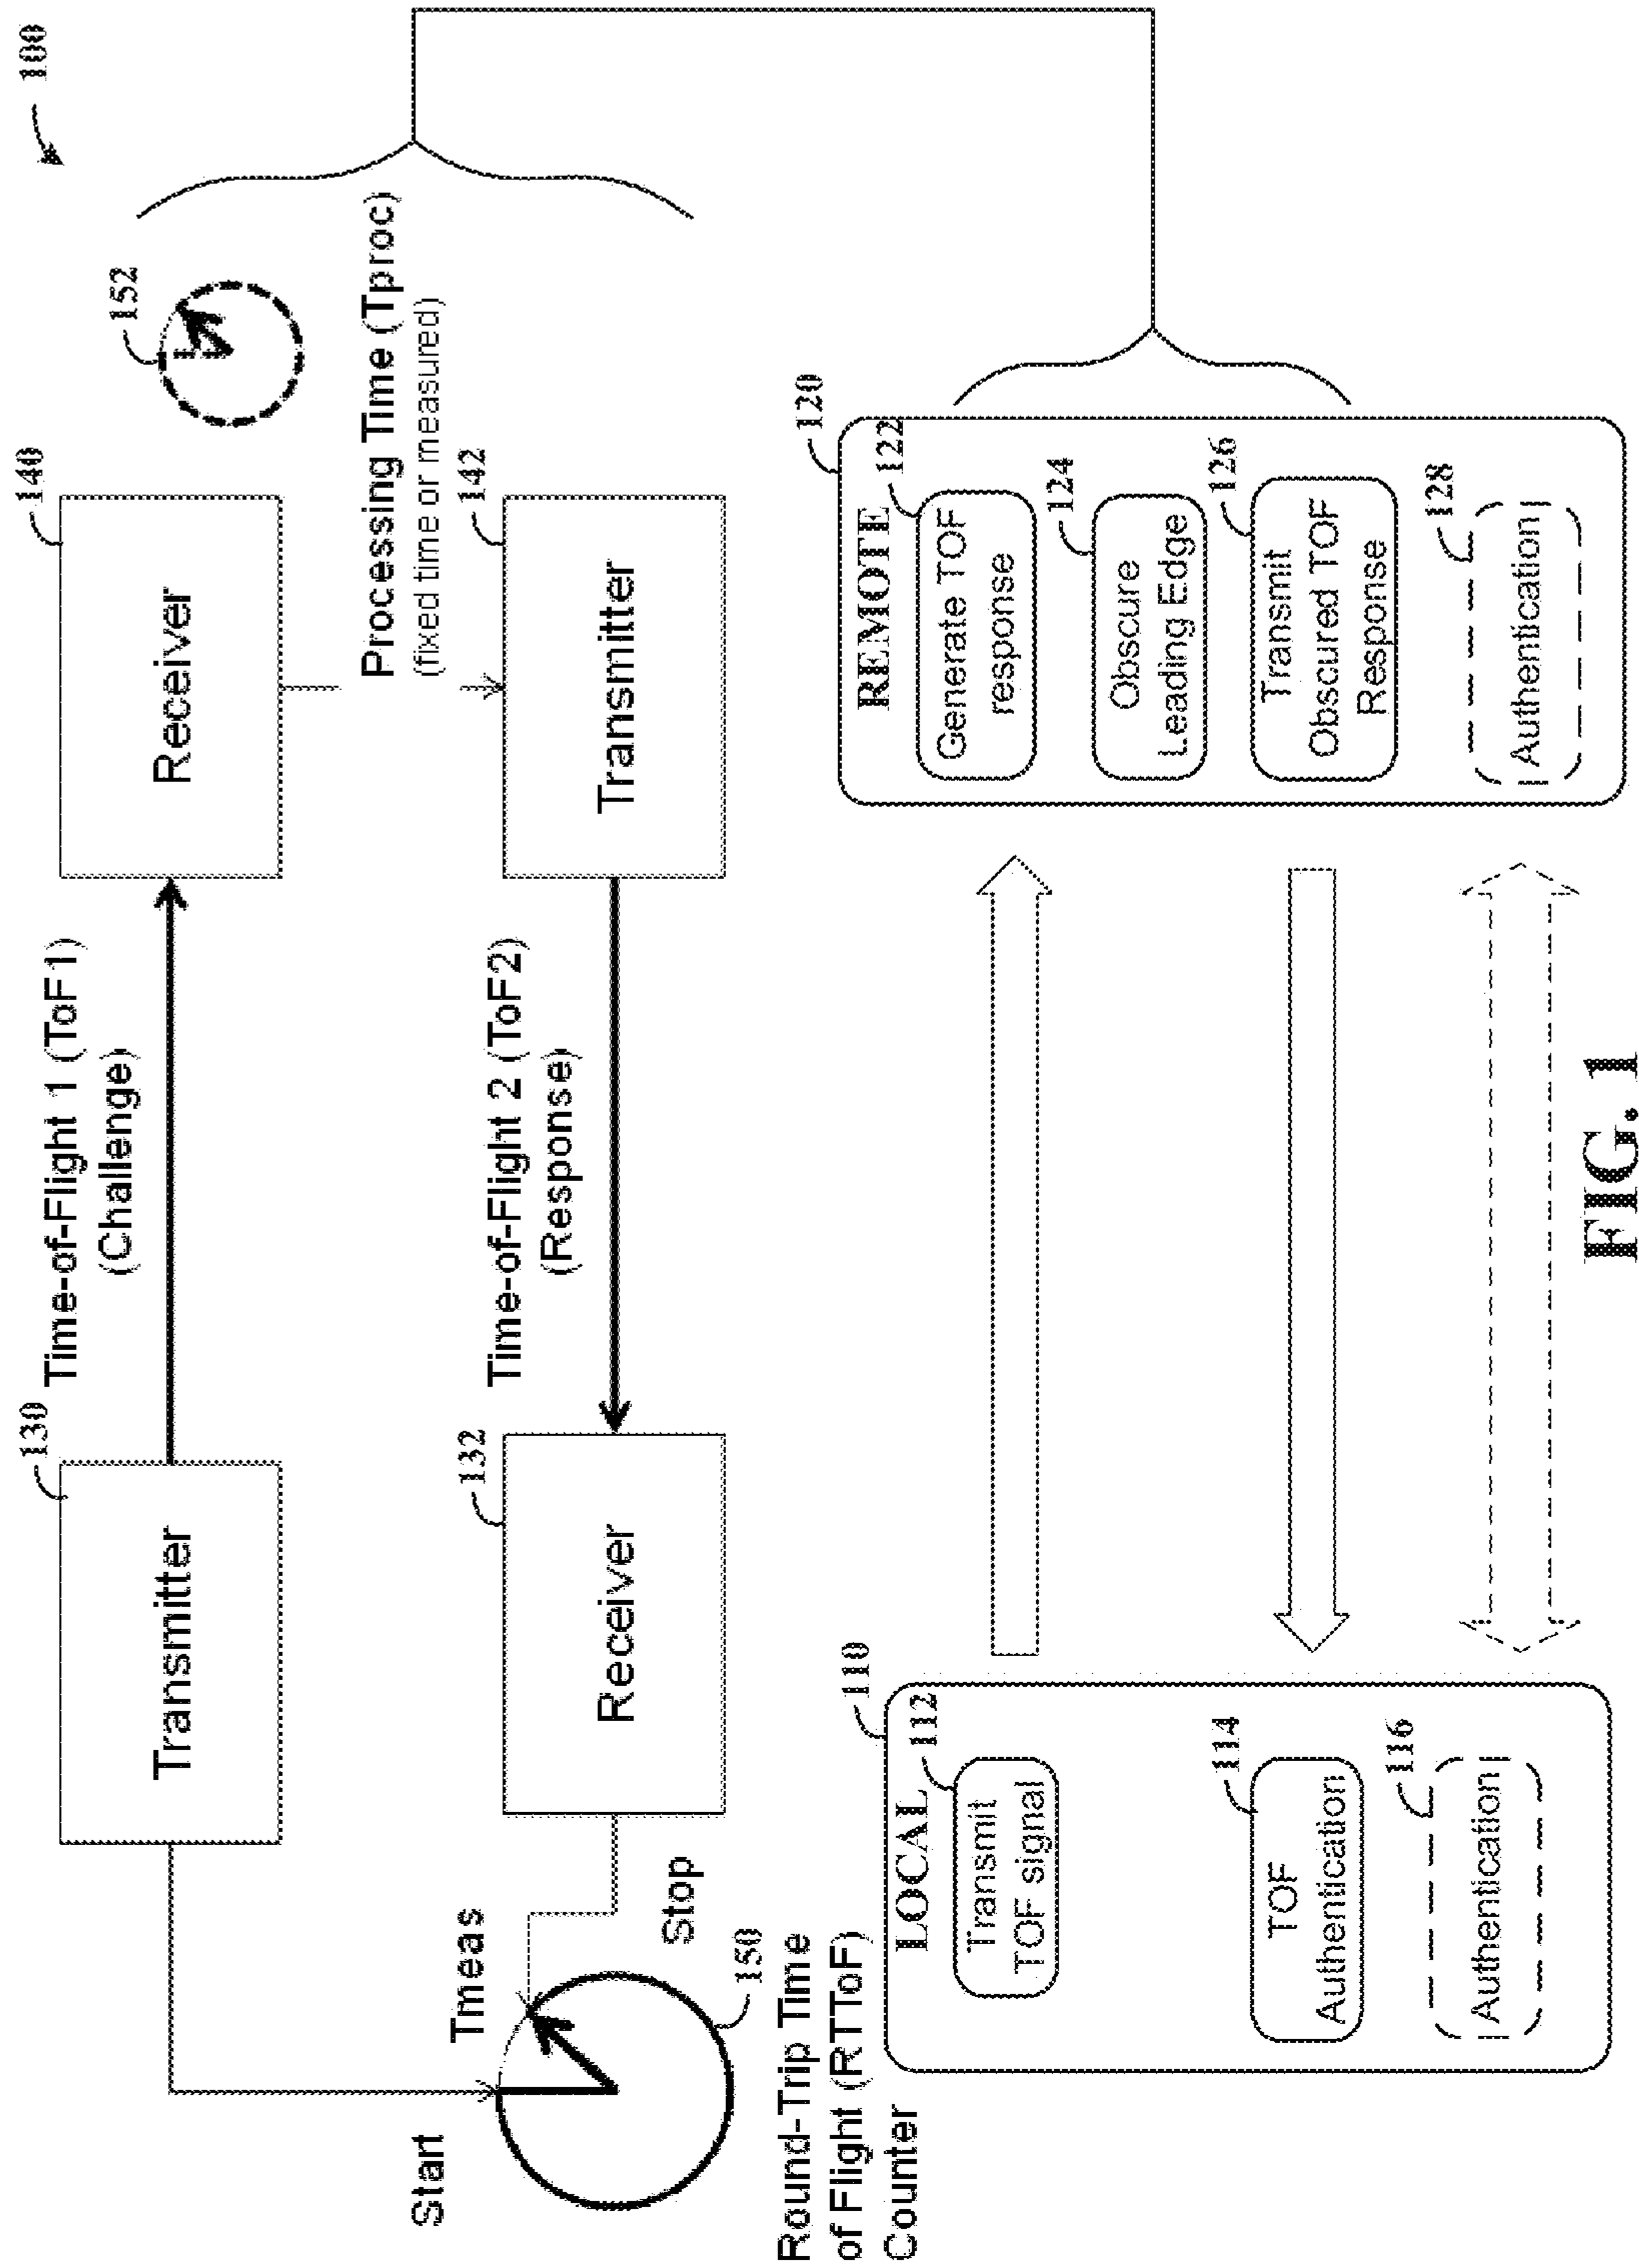 100
130
Transmitter
Time-of-Flight 1 (ToF1)
(Challenge)
140
Receiver
152
Processing Time (Tproc)
(fixed time or measured)
Start
Tmeas
Stop
150
Round-Trip Time
of Flight (RTToF)
Counter
132
Receiver
Time-of-Flight 2 (ToF2)
(Response)
142
Transmitter
110
LOCAL
112
Transmit
TOF signal
114
TOF
Authentication
116
Authentication
120
REMOTE
122
Generate TOF
response
124
Obscure
Leading Edge
126
Transmit
Obscured TOF
Response
128
Authentication
FIG. 1